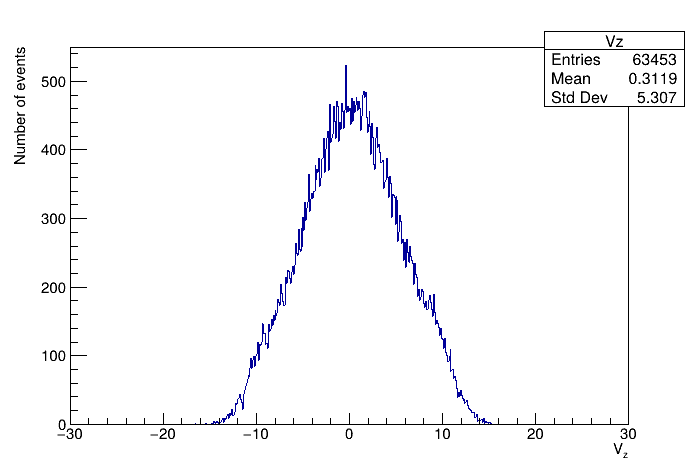 Vz
Entries 63453
Mean 0.3119
Std Dev 5.307
Number of events
500
400
300
200
100
0
−30 −20 −10 0 10 20 30
Vz